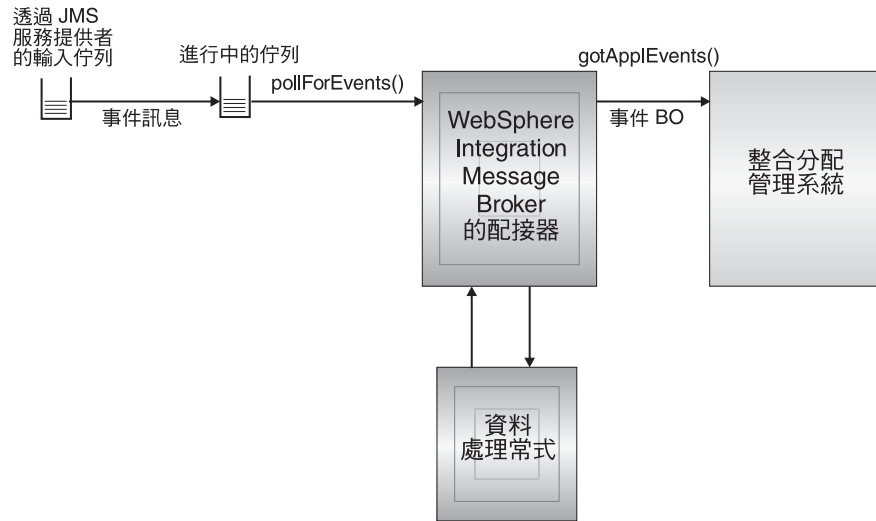 透過 JMS
服務提供者
的輸入佇列
進行中的佇列
事件訊息
pollForEvents()
WebSphere
Integration
Message
Broker
的配接器
gotApplEvents()
事件 BO
整合分配
管理系統
資料
處理常式